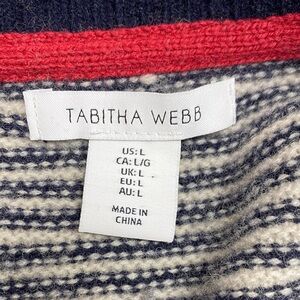 TABITHA WEBB
US: L
CA: L/G
UK: L
EU: L
AU: L
MADE IN
CHINA